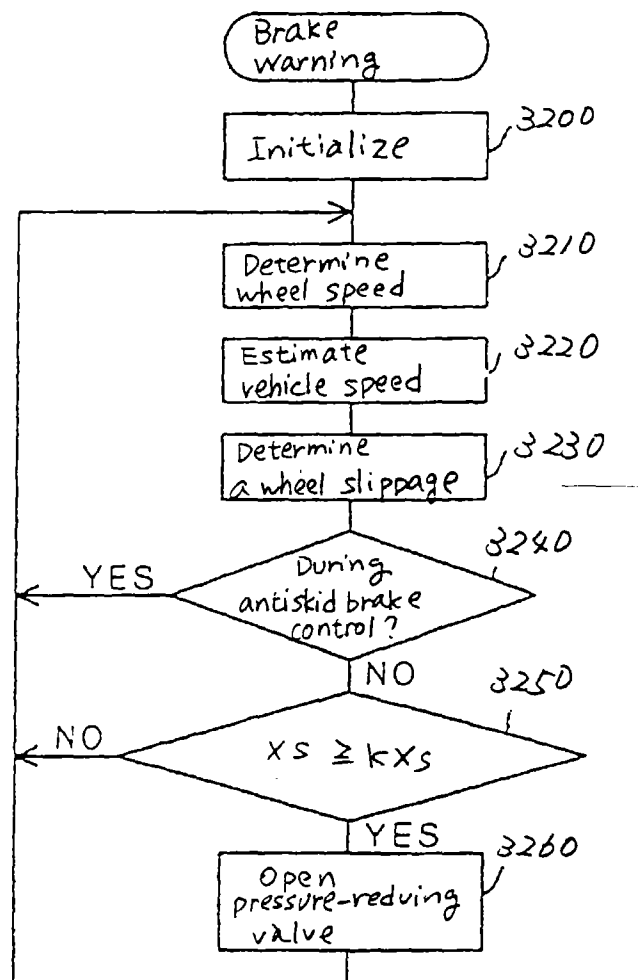 Brake
warning
Initialize
3200
Determine
wheel speed
3210
Estimate
vehicle speed
3220
Determine
a wheel slippage
3230
During
antiskid brake
control?
3240
YES
NO
3250
xs ≧ kxs
NO
YES
Open
pressure-reduving
valve
3260